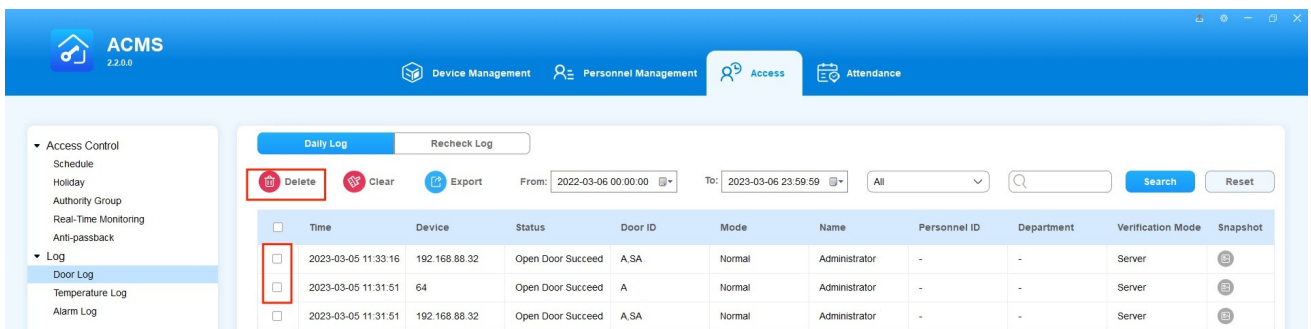 ACMS
2.2.0.0
Device Management Personnel Management Access Attendance
Access Control
Schedule
Holiday
Authority Group
Real-Time Monitoring
Anti-passback
Log
Door Log
Temperature Log
Alarm Log
Daily Log Recheck Log
Delete Clear Export From: 2022-03-06 00:00:00 To: 2023-03-06 23:59:59 All Search Reset
Time Device Status Door ID Mode Name Personnel ID Department Verification Mode Snapshot
2023-03-05 11:33:16 192.168.88.32 Open Door Succeed A,SA Normal Administrator - - Server
2023-03-05 11:31:51 64 Open Door Succeed A Normal Administrator - - Server
2023-03-05 11:31:51 192.168.88.32 Open Door Succeed A,SA Normal Administrator - - Server